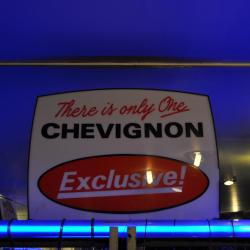 There is only One
CHEVIGNON
Exclusive!